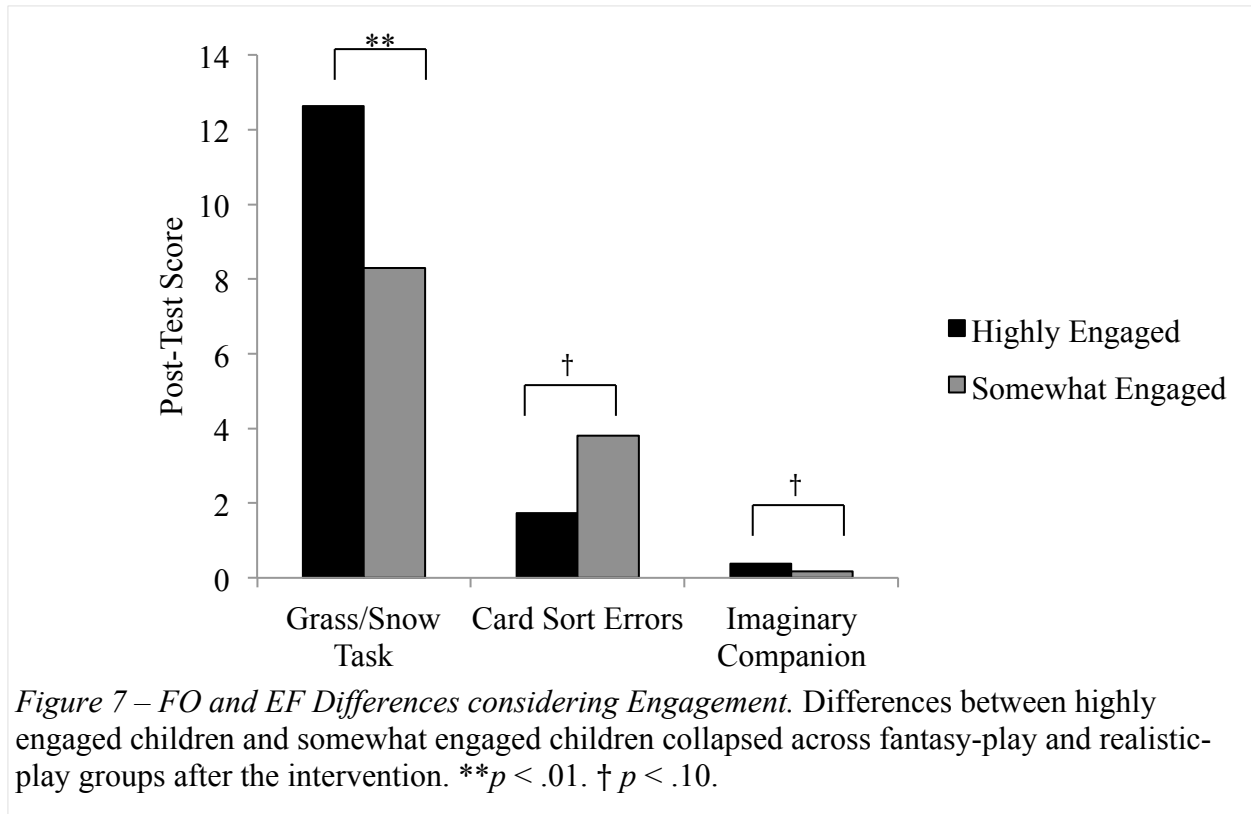 **
14
12
10
8
6
4
2
0
Post-Test Score
†
†
Highly Engaged
Somewhat Engaged
Grass/Snow
Task
Card Sort Errors
Imaginary
Companion
Figure 7 – FO and EF Differences considering Engagement. Differences between highly
engaged children and somewhat engaged children collapsed across fantasy-play and realistic-
play groups after the intervention. **p < .01. † p < .10.